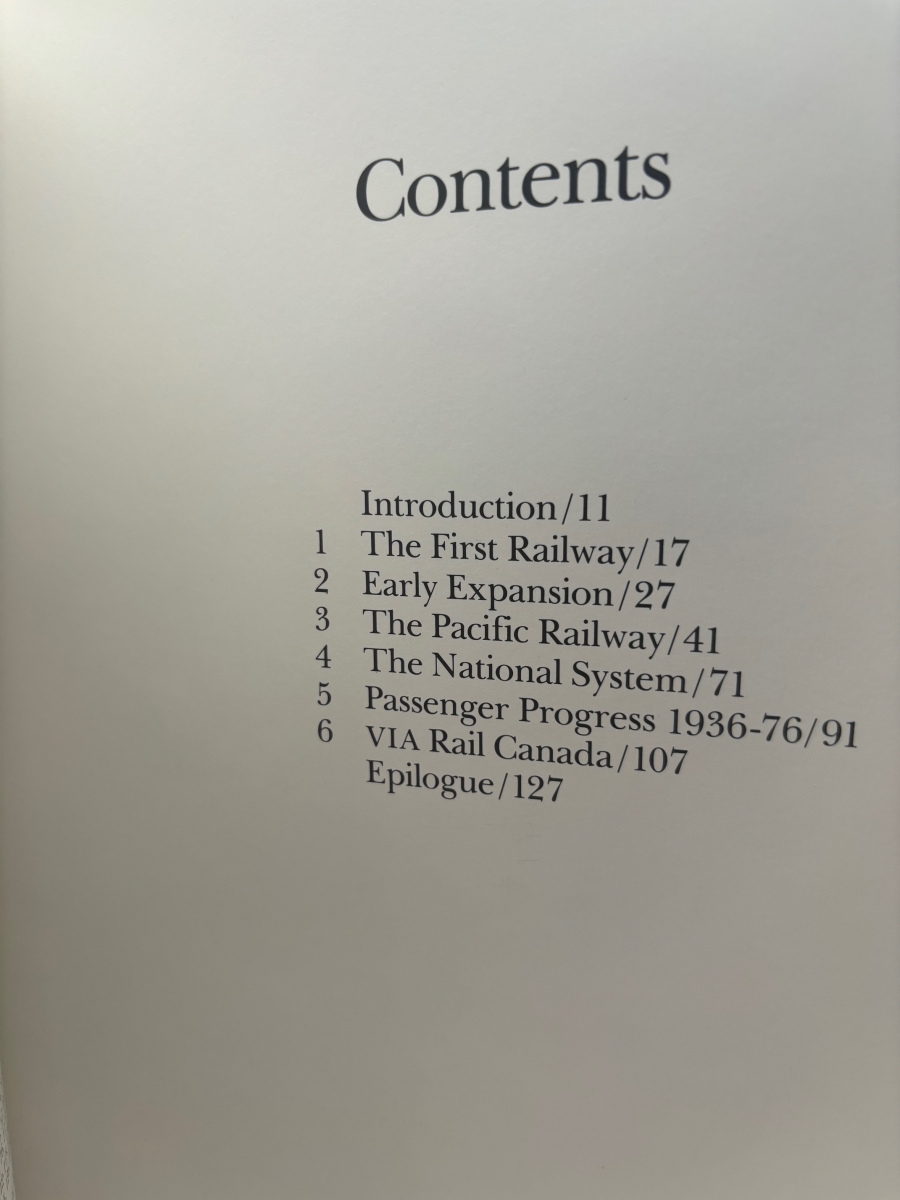 Contents
Introduction/11
1 The First Railway/17
2 Early Expansion/27
3 The Pacific Railway/41
4 The National System/71
5 Passenger Progress 1936-76/91
6 VIA Rail Canada/107
Epilogue/127